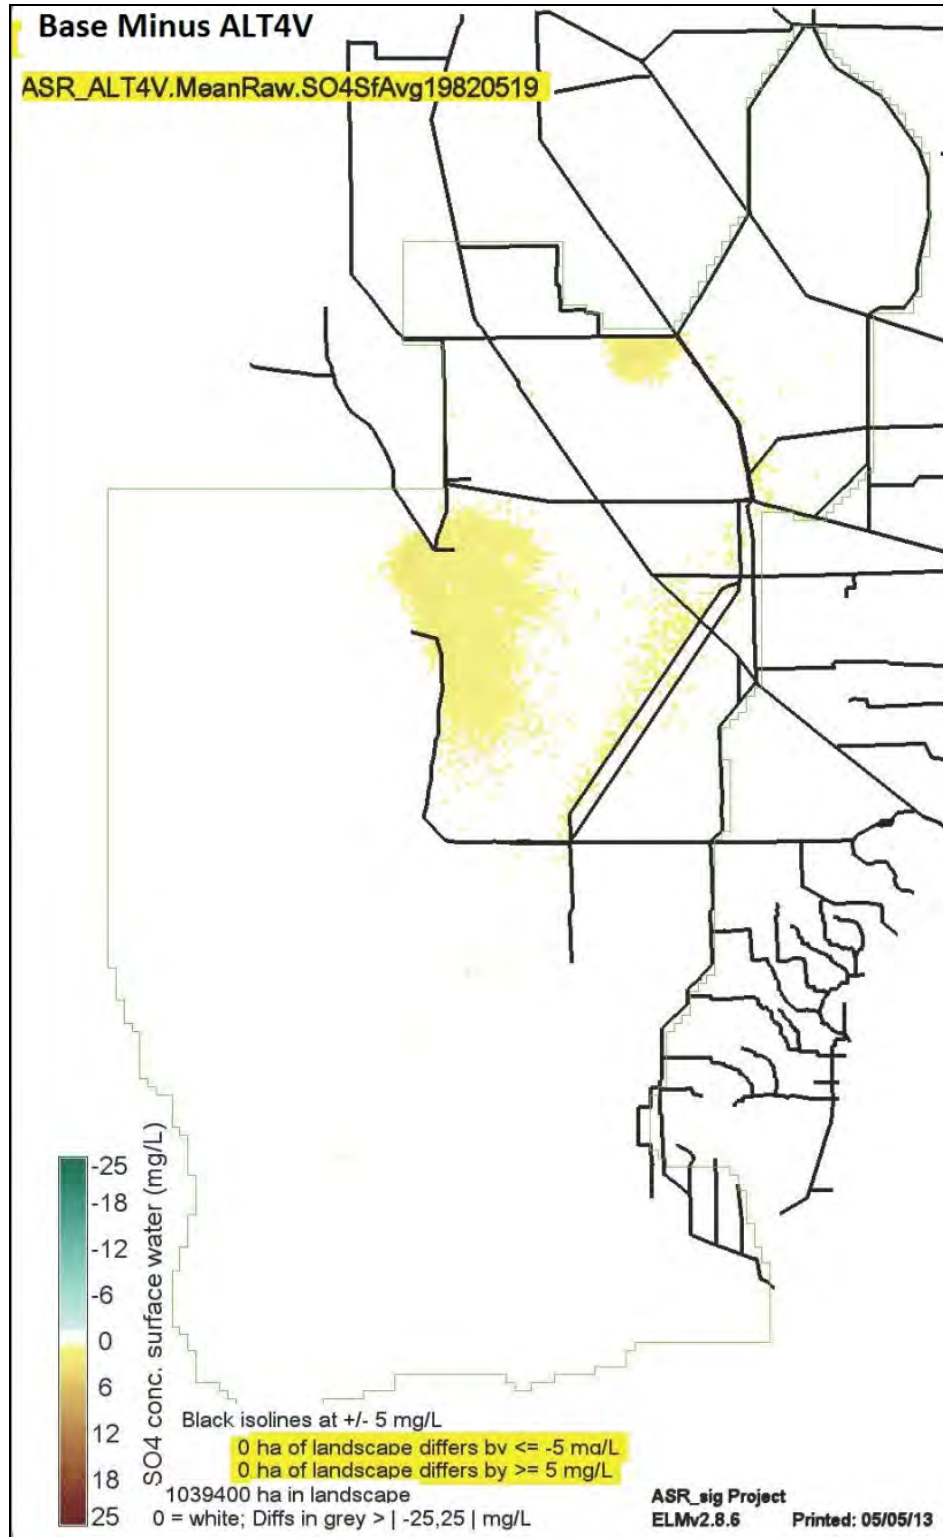 Base Minus ALT4V
ASR_ALT4V.MeanRaw.SO4SfAvg19820519
-25
-18
-12
-6
0
6
12
18
25
SO4 conc. surface water (mg/L)
Black isolines at +/- 5 mg/L
0 ha of landscape differs by <= -5 mg/L
0 ha of landscape differs by >= 5 mg/L
1039400 ha in landscape
0 = white; Diffs in grey > | -25,25 | mg/L
ASR_sig Project
ELMv2.8.6 Printed: 05/05/13